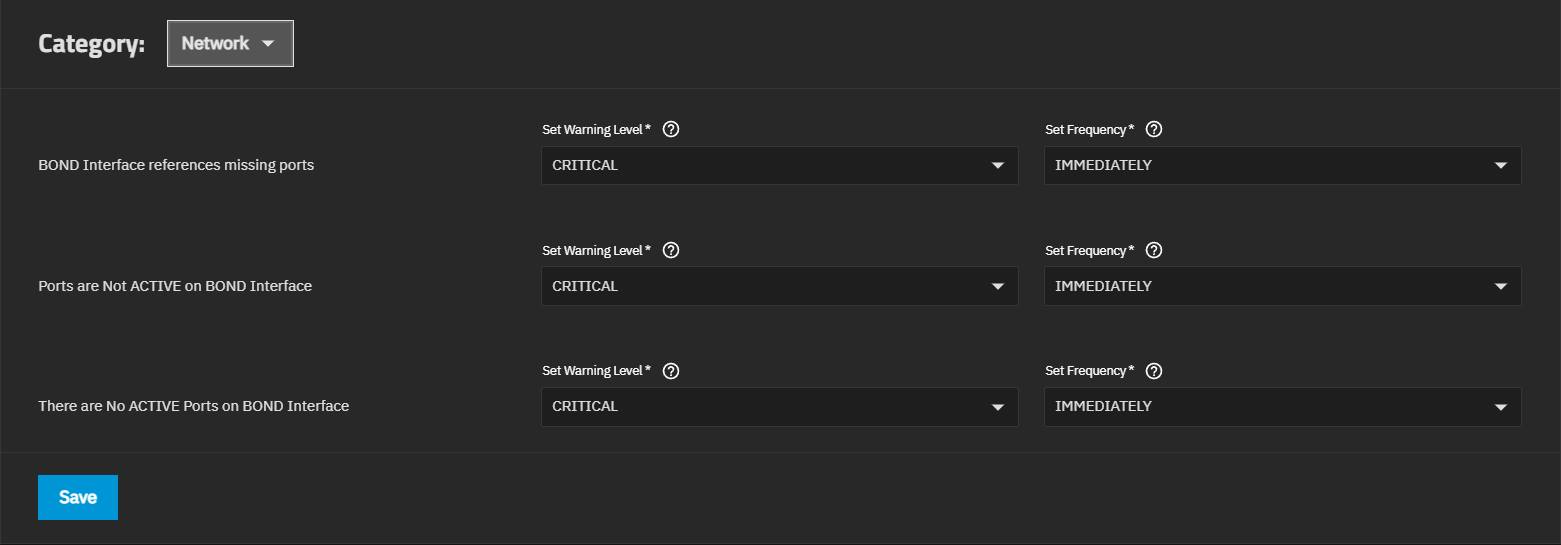 Category: Network
Set Warning Level * Set Frequency *
BOND Interface references missing ports CRITICAL IMMEDIATELY
Set Warning Level * Set Frequency *
Ports are Not ACTIVE on BOND Interface CRITICAL IMMEDIATELY
Set Warning Level * Set Frequency *
There are No ACTIVE Ports on BOND Interface CRITICAL IMMEDIATELY
Save